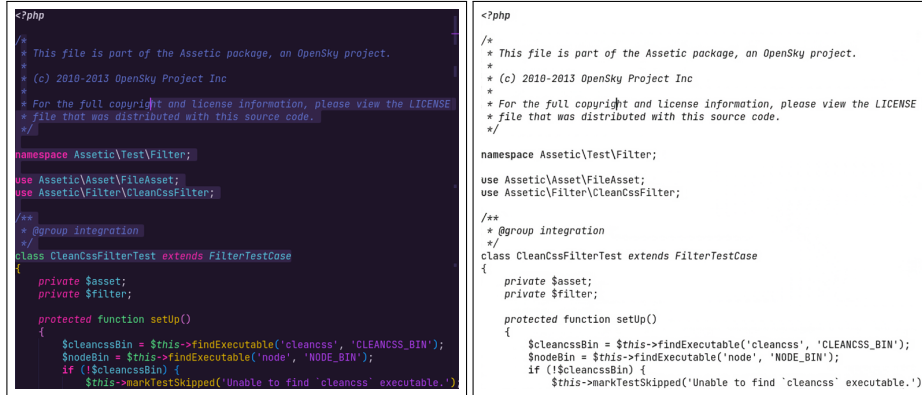 <?php
/*
 * This file is part of the Assetic package, an OpenSky project.
 *
 * (c) 2010-2013 OpenSky Project Inc
 *
 * For the full copyright and license information, please view the LICENSE
 * file that was distributed with this source code.
 */
namespace Assetic\Test\Filter;
use Assetic\Asset\FileAsset;
use Assetic\Filter\CleanCssFilter;
/**
 * @group integration
 */
class CleanCssFilterTest extends FilterTestCase
{
    private $asset;
    private $filter;
    protected function setUp()
    {
        $cleancssBin = $this->findExecutable('cleancss', 'CLEANCSS_BIN');
        $nodeBin = $this->findExecutable('node', 'NODE_BIN');
        if (!$cleancssBin) {
            $this->markTestSkipped('Unable to find `cleancss` executable.');
<?php
/*
 * This file is part of the Assetic package, an OpenSky project.
 *
 * (c) 2010-2013 OpenSky Project Inc
 *
 * For the full copyright and license information, please view the LICENSE
 * file that was distributed with this source code.
 */
namespace Assetic\Test\Filter;
use Assetic\Asset\FileAsset;
use Assetic\Filter\CleanCssFilter;
/**
 * @group integration
 */
class CleanCssFilterTest extends FilterTestCase
{
    private $asset;
    private $filter;
    protected function setUp()
    {
        $cleancssBin = $this->findExecutable('cleancss', 'CLEANCSS_BIN');
        $nodeBin = $this->findExecutable('node', 'NODE_BIN');
        if (!$cleancssBin) {
            $this->markTestSkipped('Unable to find `cleancss` executable.')